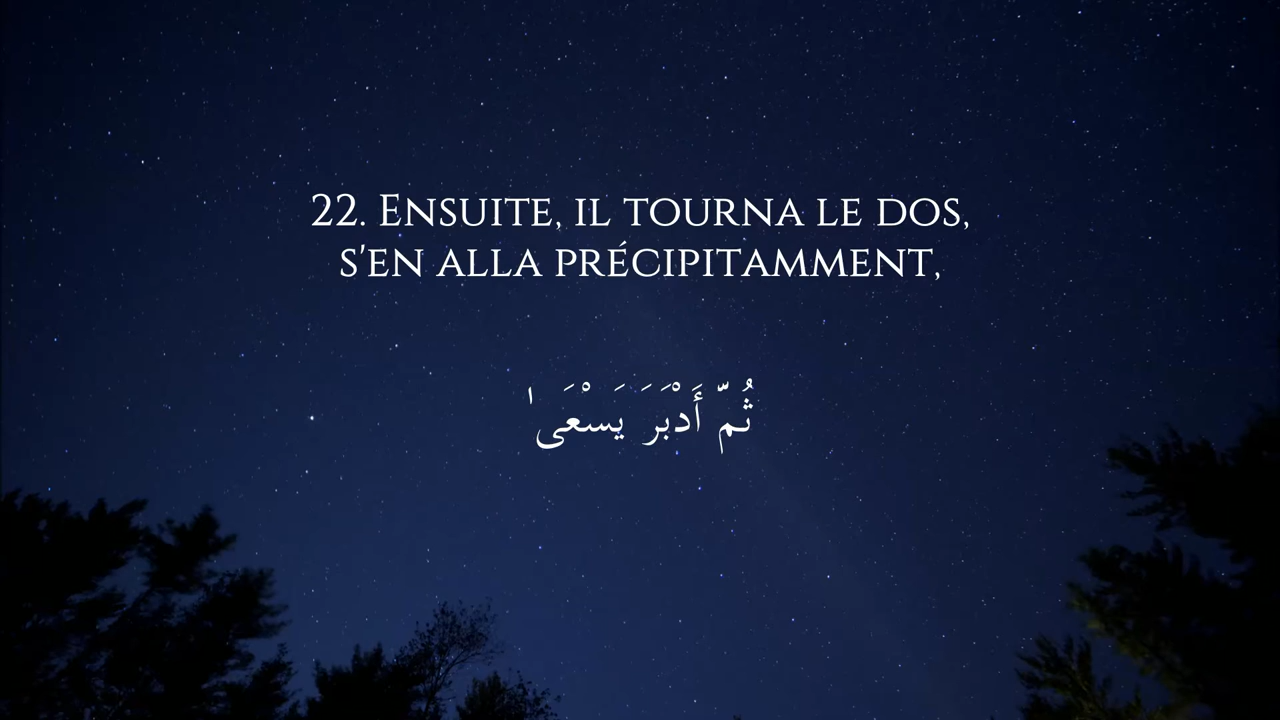 22. Ensuite, il tourna le dos,
s'en alla précipitamment,
ثُمَّ أَدْبَرَ يَسْعَىٰ